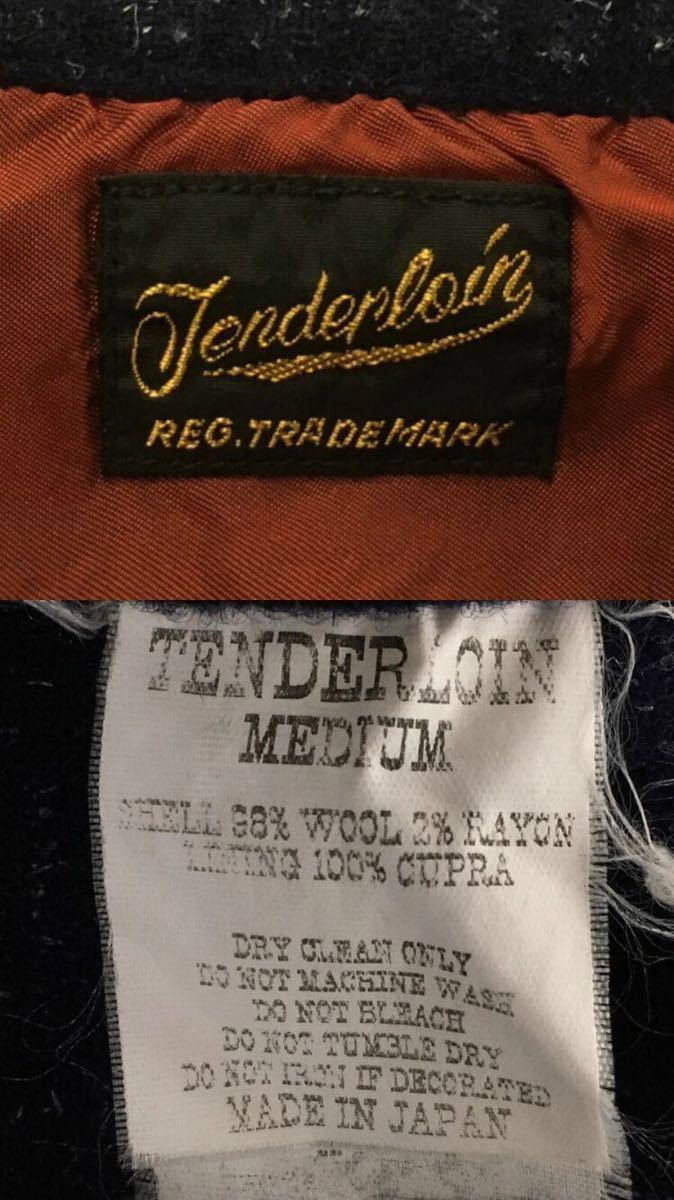 Tenderloin
REG. TRADEMARK
TENDERLOIN
MEDIUM
SHELL 98% WOOL 2% RAYON
LINING 100% CUPRA
DRY CLEAN ONLY
DO NOT MACHINE WASH
DO NOT BLEACH
DO NOT TUMBLE DRY
DO NOT IRON IF DECORATED
MADE IN JAPAN